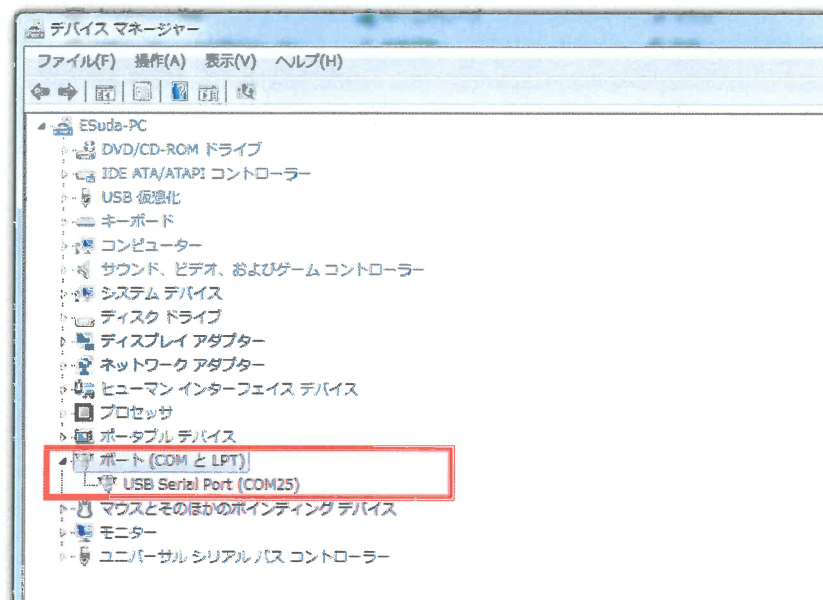 デバイス マネージャー
ファイル(F) 操作(A) 表示(V) ヘルプ(H)
ESuda-PC
DVD/CD-ROM ドライブ
IDE ATA/ATAPI コントローラー
USB 仮想化
キーボード
コンピューター
サウンド、ビデオ、およびゲーム コントローラー
システム デバイス
ディスク ドライブ
ディスプレイ アダプター
ネットワーク アダプター
ヒューマン インターフェイス デバイス
プロセッサ
ポータブル デバイス
ポート (COM と LPT)
USB Serial Port (COM25)
マウスとそのほかのポインティング デバイス
モニター
ユニバーサル シリアル バス コントローラー